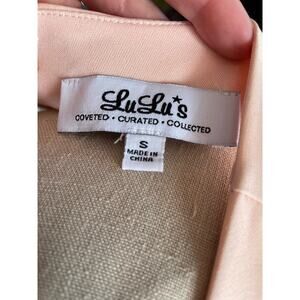 LuLu*s
COVETED • CURATED • COLLECTED
S
MADE IN
CHINA